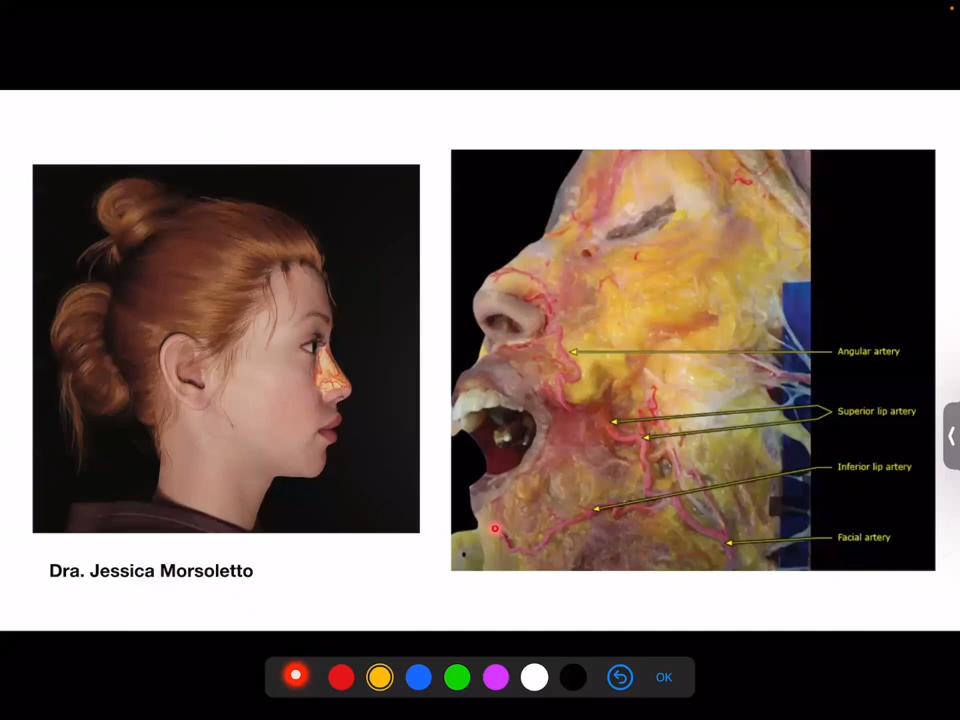 Angular artery
Superior lip artery
Inferior lip artery
Facial artery
Dra. Jessica Morsoletto
OK